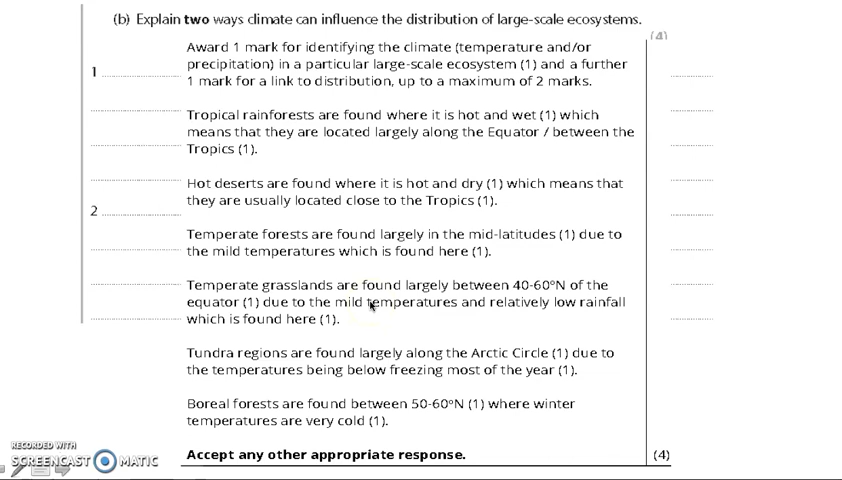 (b) Explain two ways climate can influence the distribution of large-scale ecosystems.
(4)
Award 1 mark for identifying the climate (temperature and/or
precipitation) in a particular large-scale ecosystem (1) and a further
1
1 mark for a link to distribution, up to a maximum of 2 marks.
Tropical rainforests are found where it is hot and wet (1) which
means that they are located largely along the Equator / between the
Tropics (1).
Hot deserts are found where it is hot and dry (1) which means that
they are usually located close to the Tropics (1).
2
Temperate forests are found largely in the mid-latitudes (1) due to
the mild temperatures which is found here (1).
Temperate grasslands are found largely between 40-60ºN of the
equator (1) due to the mild temperatures and relatively low rainfall
which is found here (1).
Tundra regions are found largely along the Arctic Circle (1) due to
the temperatures being below freezing most of the year (1).
Boreal forests are found between 50-60ºN (1) where winter
temperatures are very cold (1).
Accept any other appropriate response.
(4)
RECORDED WITH
SCREENCAST MATIC